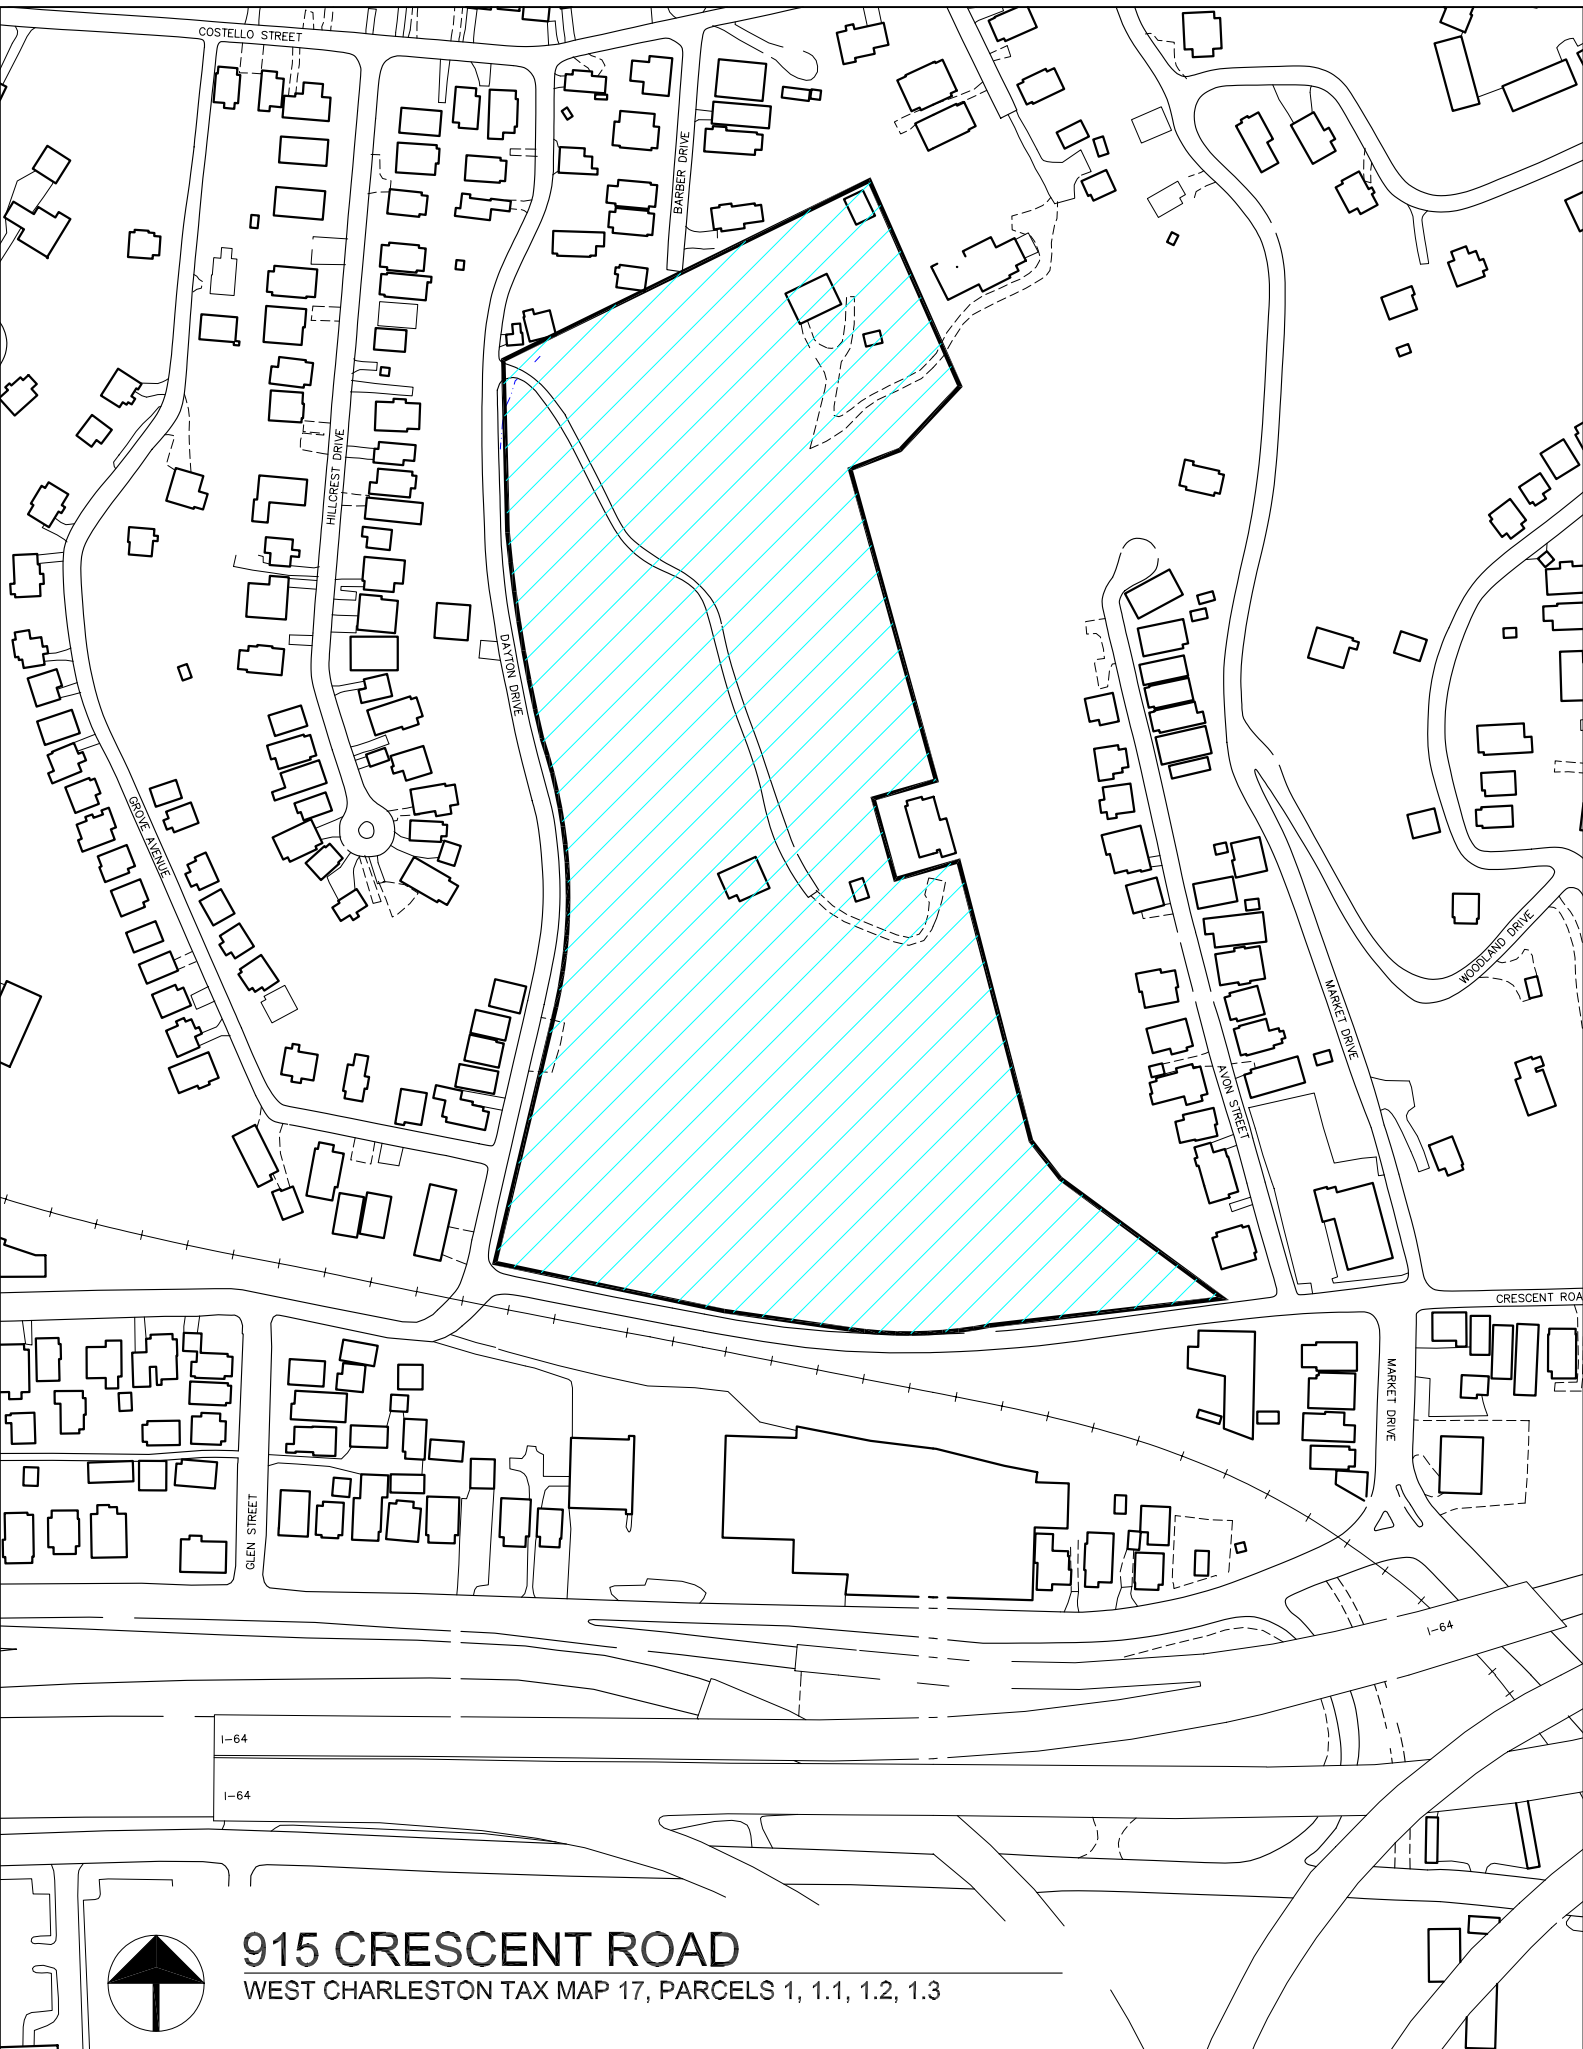 COSTELLO STREET
BARBER DRIVE
HILLCREST DRIVE
DAYTON DRIVE
GROVE AVENUE
WOODLAND DRIVE
MARKET DRIVE
AVON STREET
CRESCENT ROA
MARKET DRIVE
GLEN STREET
I-64
I-64
I-64
915 CRESCENT ROAD
WEST CHARLESTON TAX MAP 17, PARCELS 1, 1.1, 1.2, 1.3